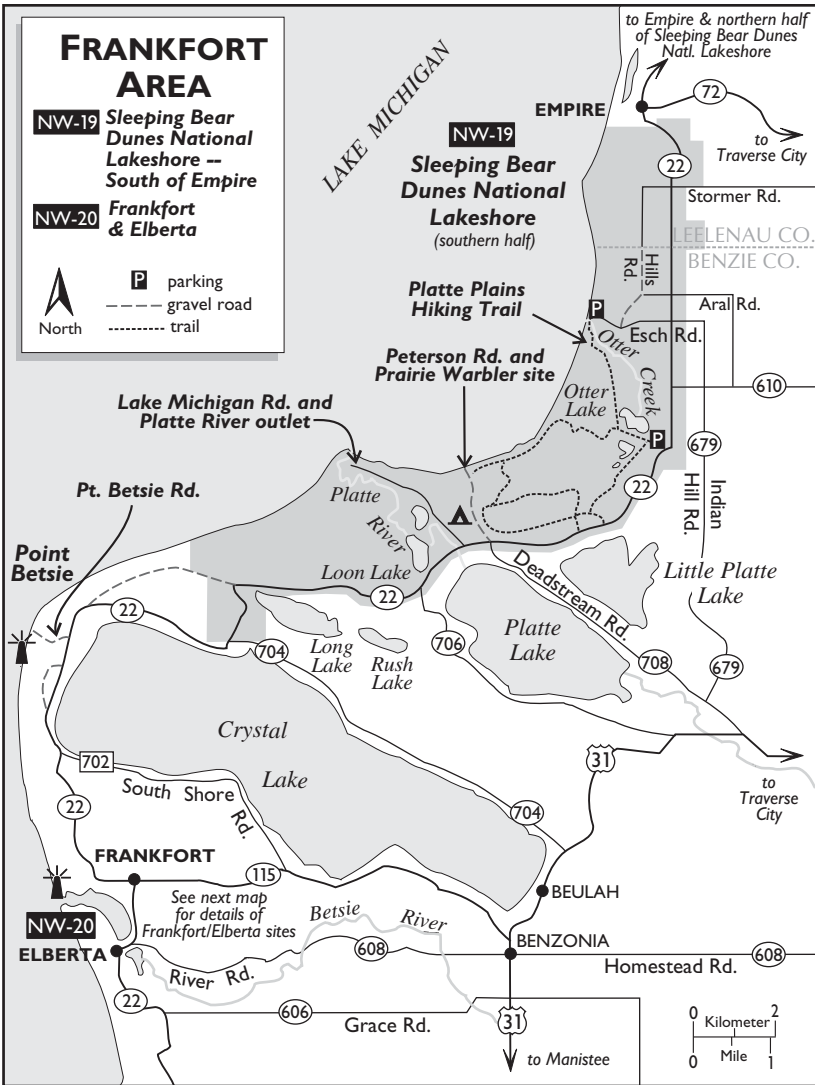 FRANKFORT
AREA
NW-19 Sleeping Bear
Dunes National
Lakeshore --
South of Empire
NW-20 Frankfort
& Elberta
North
P parking
gravel road
trail
to Empire & northern half
of Sleeping Bear Dunes
Natl. Lakeshore
LAKE MICHIGAN
EMPIRE
72
to
Traverse City
NW-19
Sleeping Bear
Dunes National
Lakeshore
(southern half)
22
Stormer Rd.
LEELENAU CO.
BENZIE CO.
Hills
Rd.
Aral Rd.
Platte Plains
Hiking Trail
P
Esch Rd.
Otter
Creek
Peterson Rd. and
Prairie Warbler site
Otter
Lake
610
Lake Michigan Rd. and
Platte River outlet
P
679
22
Indian
Hill Rd.
Pt. Betsie Rd.
Platte
River
Point
Betsie
Loon Lake
22
Deadstream Rd.
Little Platte
Lake
22
704
Long
Lake
Rush
Lake
706
Platte
Lake
708
679
Crystal
Lake
31
702
South Shore
Rd.
to
Traverse
City
22
704
FRANKFORT
115
BEULAH
See next map
for details of
Frankfort/Elberta sites
NW-20
Betsie
River
ELBERTA
BENZONIA
608
608
River Rd.
Homestead Rd.
22
606
Grace Rd.
31
to Manistee
0 2
Kilometer
Mile
0 1